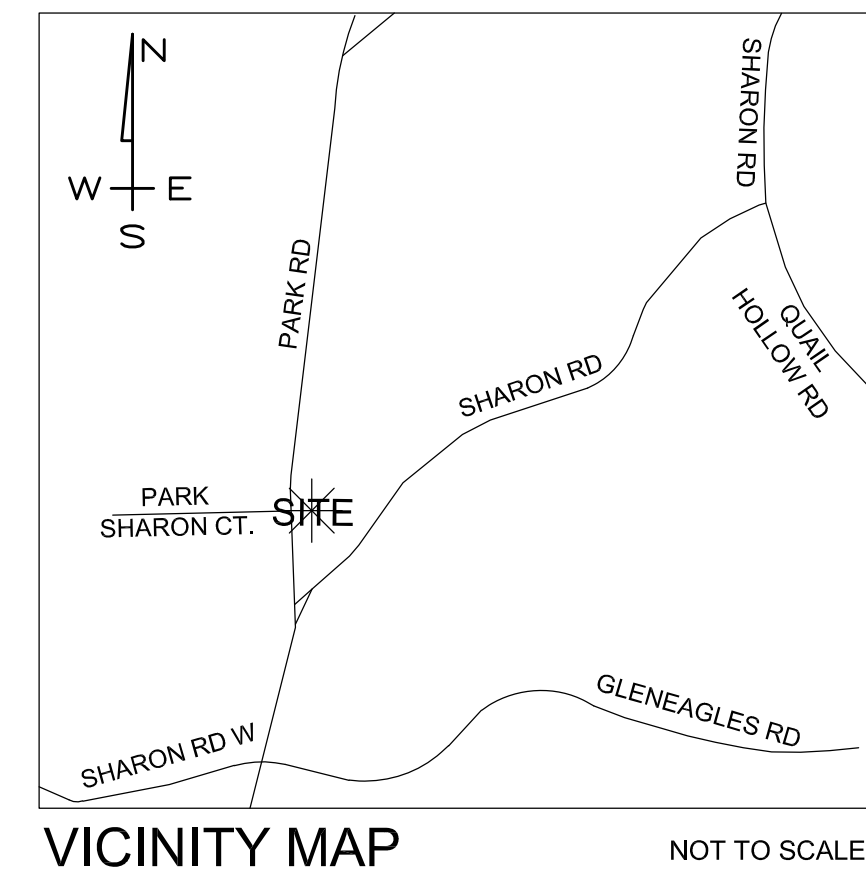 N
W E
S
SHARON RD
PARK RD
QUAIL
HOLLOW RD
SHARON RD
PARK
SHARON CT.
SITE
GLENEAGLES RD
SHARON RD W
VICINITY MAP
NOT TO SCALE